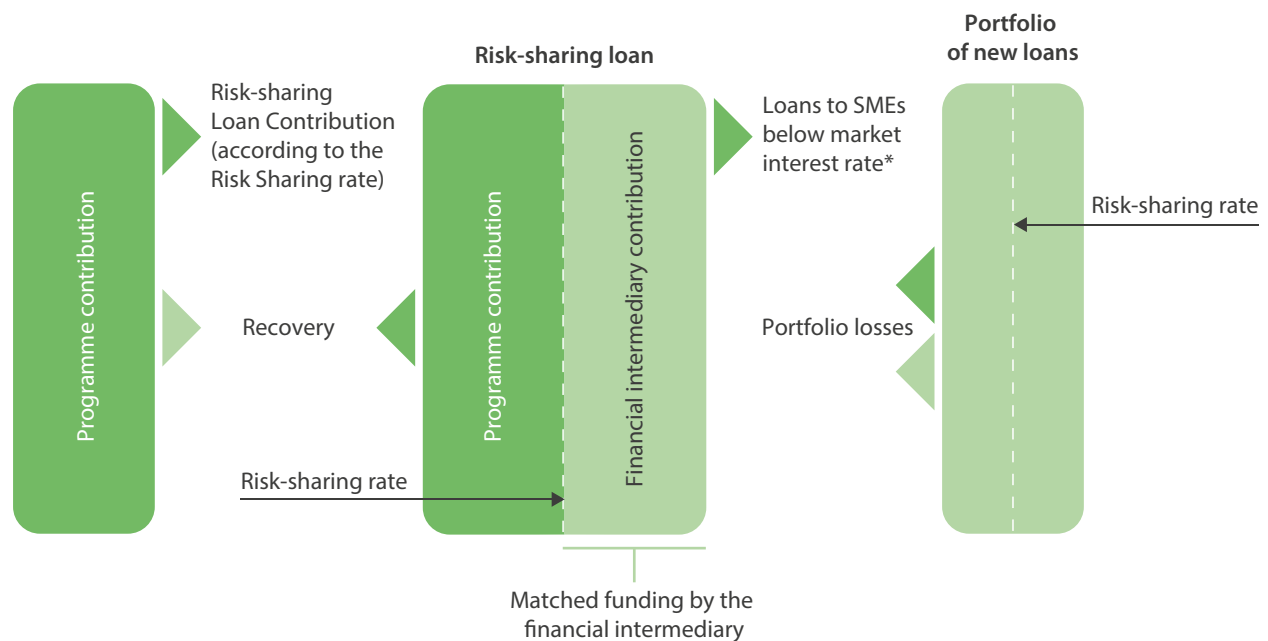 Portfolio
of new loans
Risk-sharing loan
Programme contribution
Risk-sharing
Loan Contribution
(according to the
Risk Sharing rate)
Recovery
Programme contribution
Financial intermediary contribution
Loans to SMEs
below market
interest rate*
Risk-sharing rate
Portfolio losses
Risk-sharing rate
Matched funding by the
financial intermediary